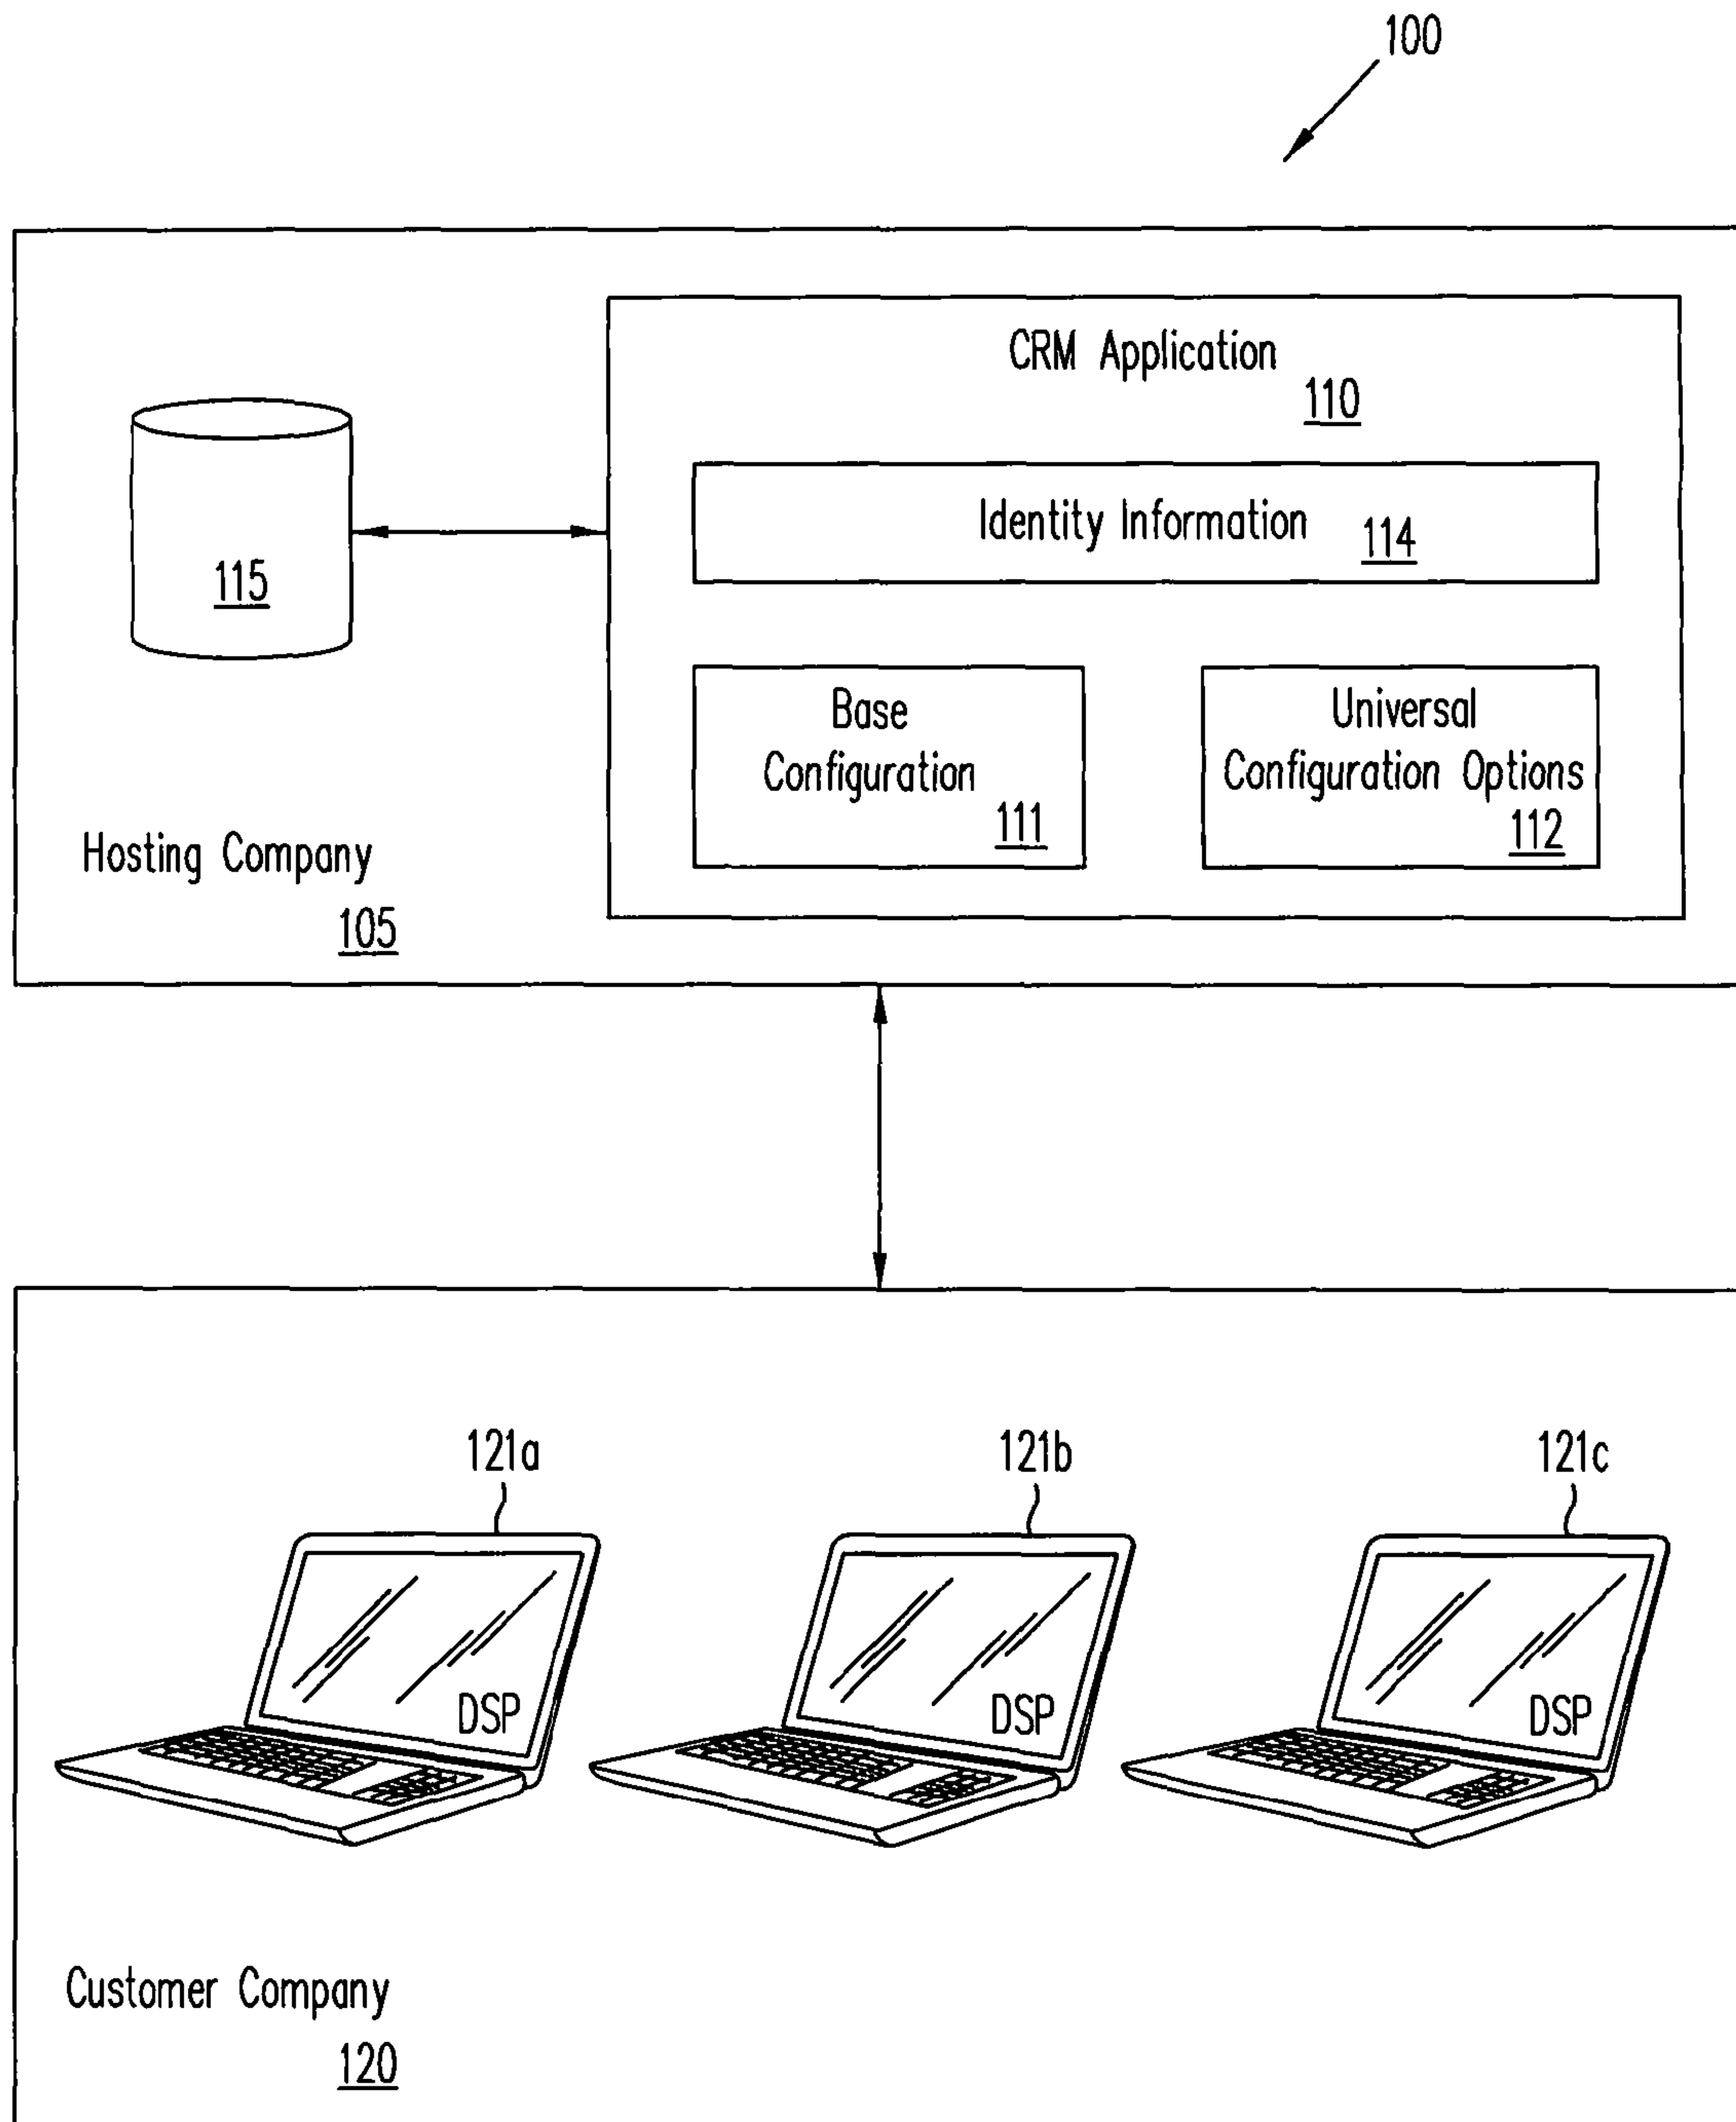 100
CRM Application
110
Identity Information 114
115
Base
Configuration
111
Universal
Configuration Options
112
Hosting Company
105
121a
121b
121c
DSP
DSP
DSP
Customer Company
120